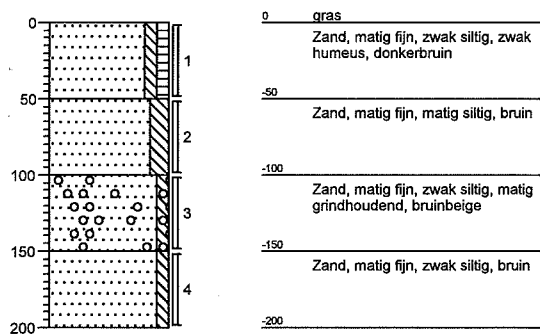 0
50
100
150
200
1
2
3
4
0 gras
Zand, matig fijn, zwak siltig, zwak
humeus, donkerbruin
-50
Zand, matig fijn, matig siltig, bruin
-100
Zand, matig fijn, zwak siltig, matig
grindhoudend, bruinbeige
-150
Zand, matig fijn, zwak siltig, bruin
-200